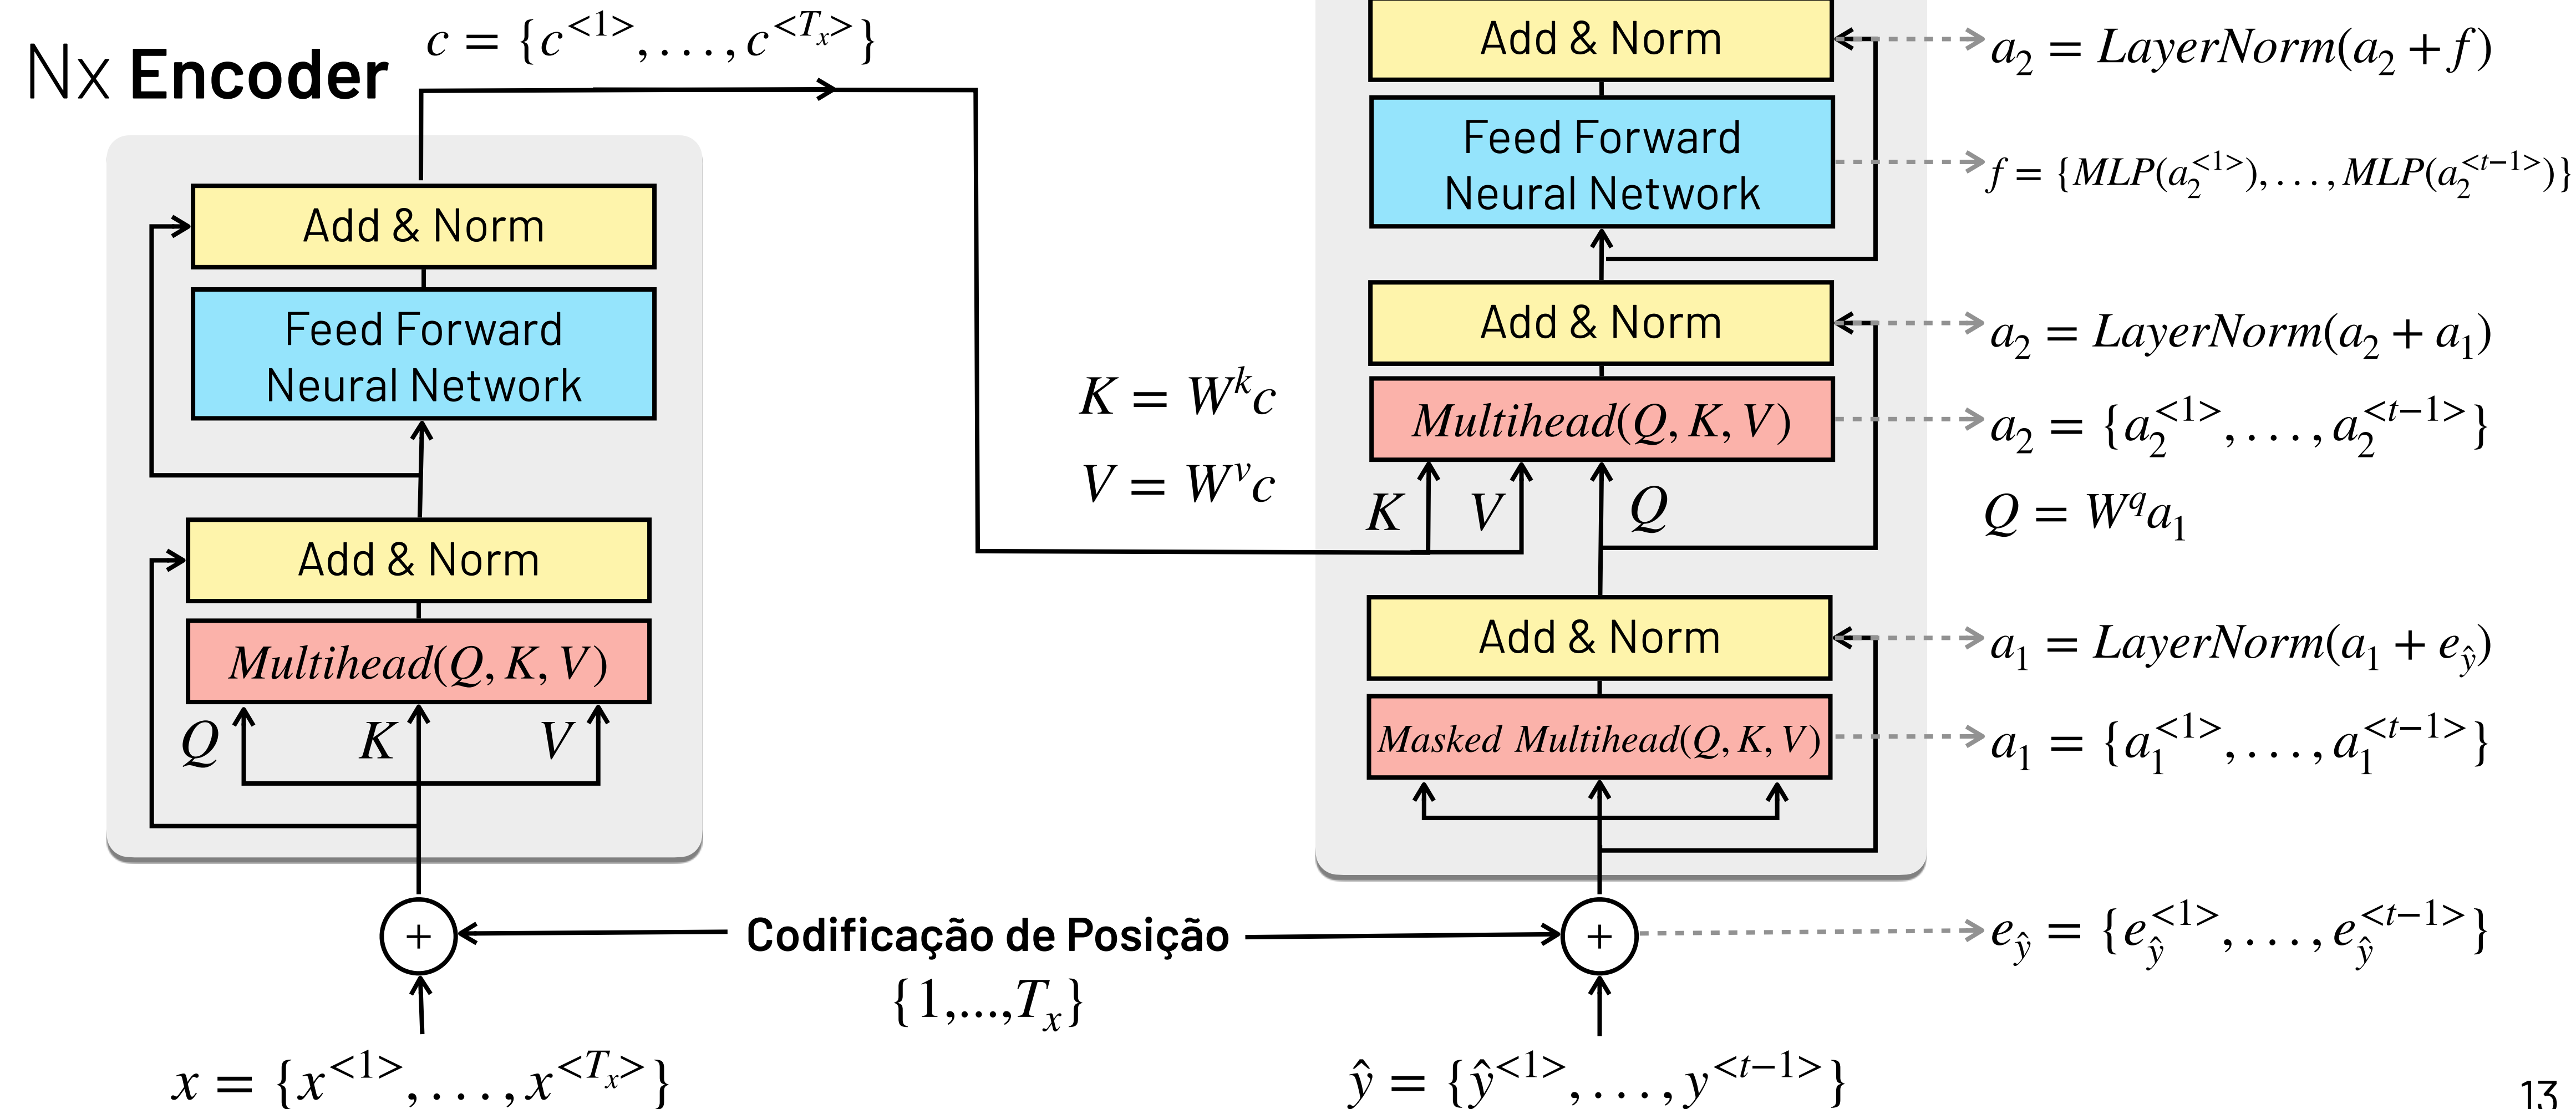 Nx Encoder
c = {c^{<1>}, . . . , c^{<T_x>}}
Add & Norm
Feed Forward
Neural Network
Add & Norm
Multihead(Q, K, V)
Q
K
V
+
x = {x^{<1>}, . . . , x^{<T_x>}}
Codificação de Posição
{1,...,T_x}
K = W^k c
V = W^v c
Add & Norm
a_2 = LayerNorm(a_2 + f)
Feed Forward
Neural Network
f = {MLP(a_2^{<1>}), . . . , MLP(a_2^{<t−1>})}
Add & Norm
a_2 = LayerNorm(a_2 + a_1)
Multihead(Q, K, V)
a_2 = {a_2^{<1>}, . . . , a_2^{<t−1>}}
K
V
Q
Q = W^q a_1
Add & Norm
a_1 = LayerNorm(a_1 + e_ŷ)
Masked Multihead(Q, K, V)
a_1 = {a_1^{<1>}, . . . , a_1^{<t−1>}}
+
e_ŷ = {e_ŷ^{<1>}, . . . , e_ŷ^{<t−1>}}
ŷ = {ŷ^{<1>}, . . . , y^{<t−1>}}
13